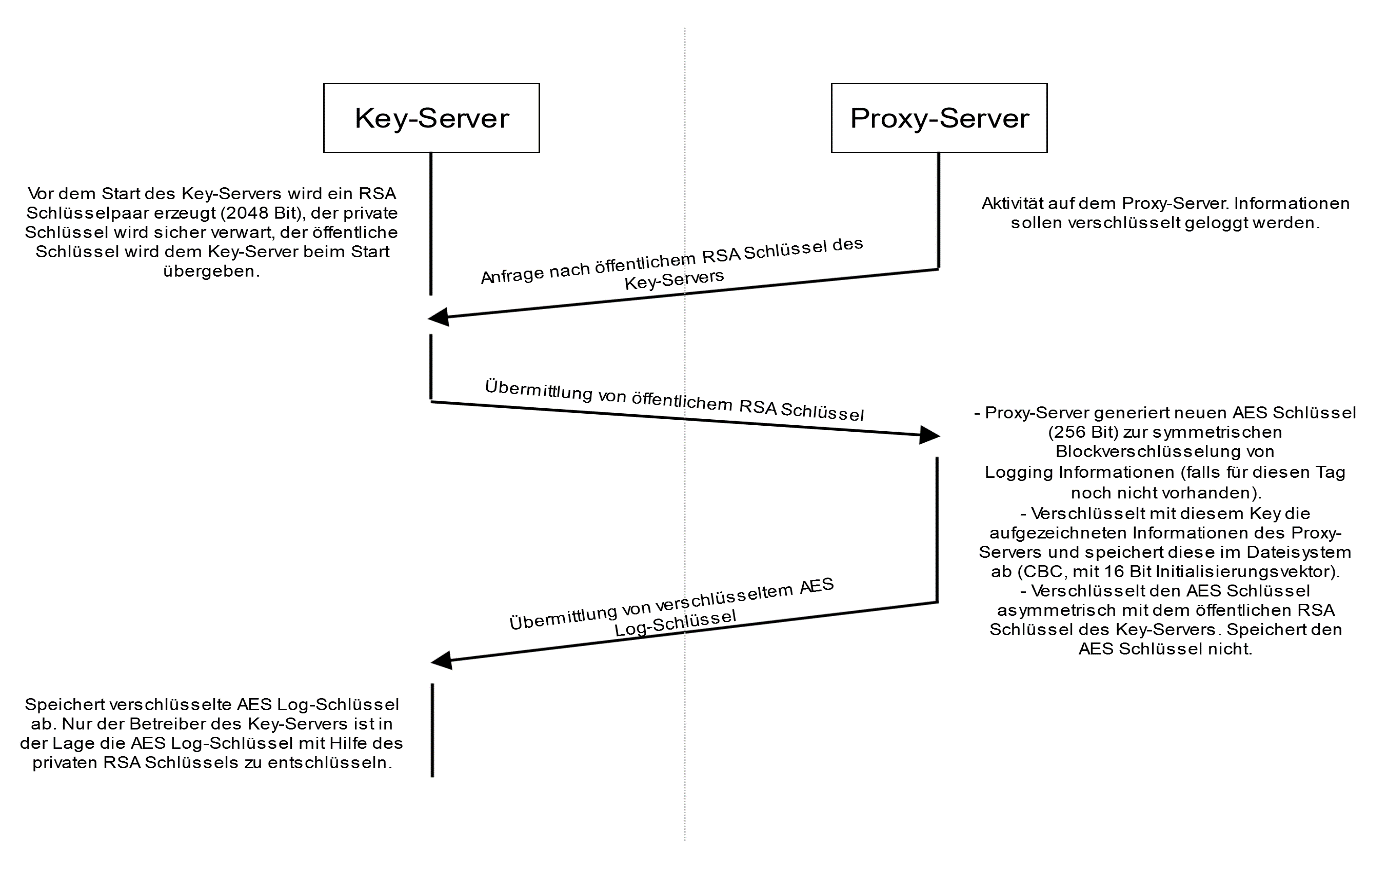 Key-Server
Proxy-Server
Vor dem Start des Key-Servers wird ein RSA
Schlüsselpaar erzeugt (2048 Bit), der private
Schlüssel wird sicher verwart, der öffentliche
Schlüssel wird dem Key-Server beim Start
übergeben.
Aktivität auf dem Proxy-Server. Informationen
sollen verschlüsselt geloggt werden.
Anfrage nach öffentlichem RSA Schlüssel des
Key-Servers
Übermittlung von öffentlichem RSA Schlüssel
- Proxy-Server generiert neuen AES Schlüssel
(256 Bit) zur symmetrischen
Blockverschlüsselung von
Logging Informationen (falls für diesen Tag
noch nicht vorhanden).
- Verschlüsselt mit diesem Key die
aufgezeichneten Informationen des Proxy-
Servers und speichert diese im Dateisystem
ab (CBC, mit 16 Bit Initialisierungsvektor).
- Verschlüsselt den AES Schlüssel
asymmetrisch mit dem öffentlichen RSA
Schlüssel des Key-Servers. Speichert den
AES Schlüssel nicht.
Übermittlung von verschlüsseltem AES
Log-Schlüssel
Speichert verschlüsselte AES Log-Schlüssel
ab. Nur der Betreiber des Key-Servers ist in
der Lage die AES Log-Schlüssel mit Hilfe des
privaten RSA Schlüssels zu entschlüsseln.